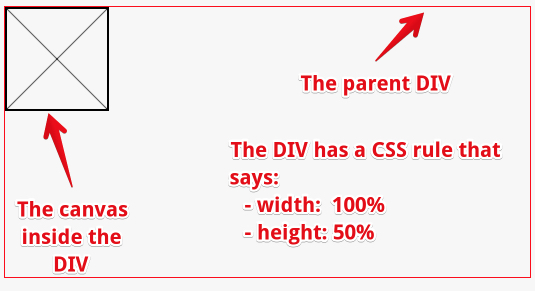 The parent DIV
The DIV has a CSS rule that
says:
- width: 100%
- height: 50%
The canvas
inside the
DIV